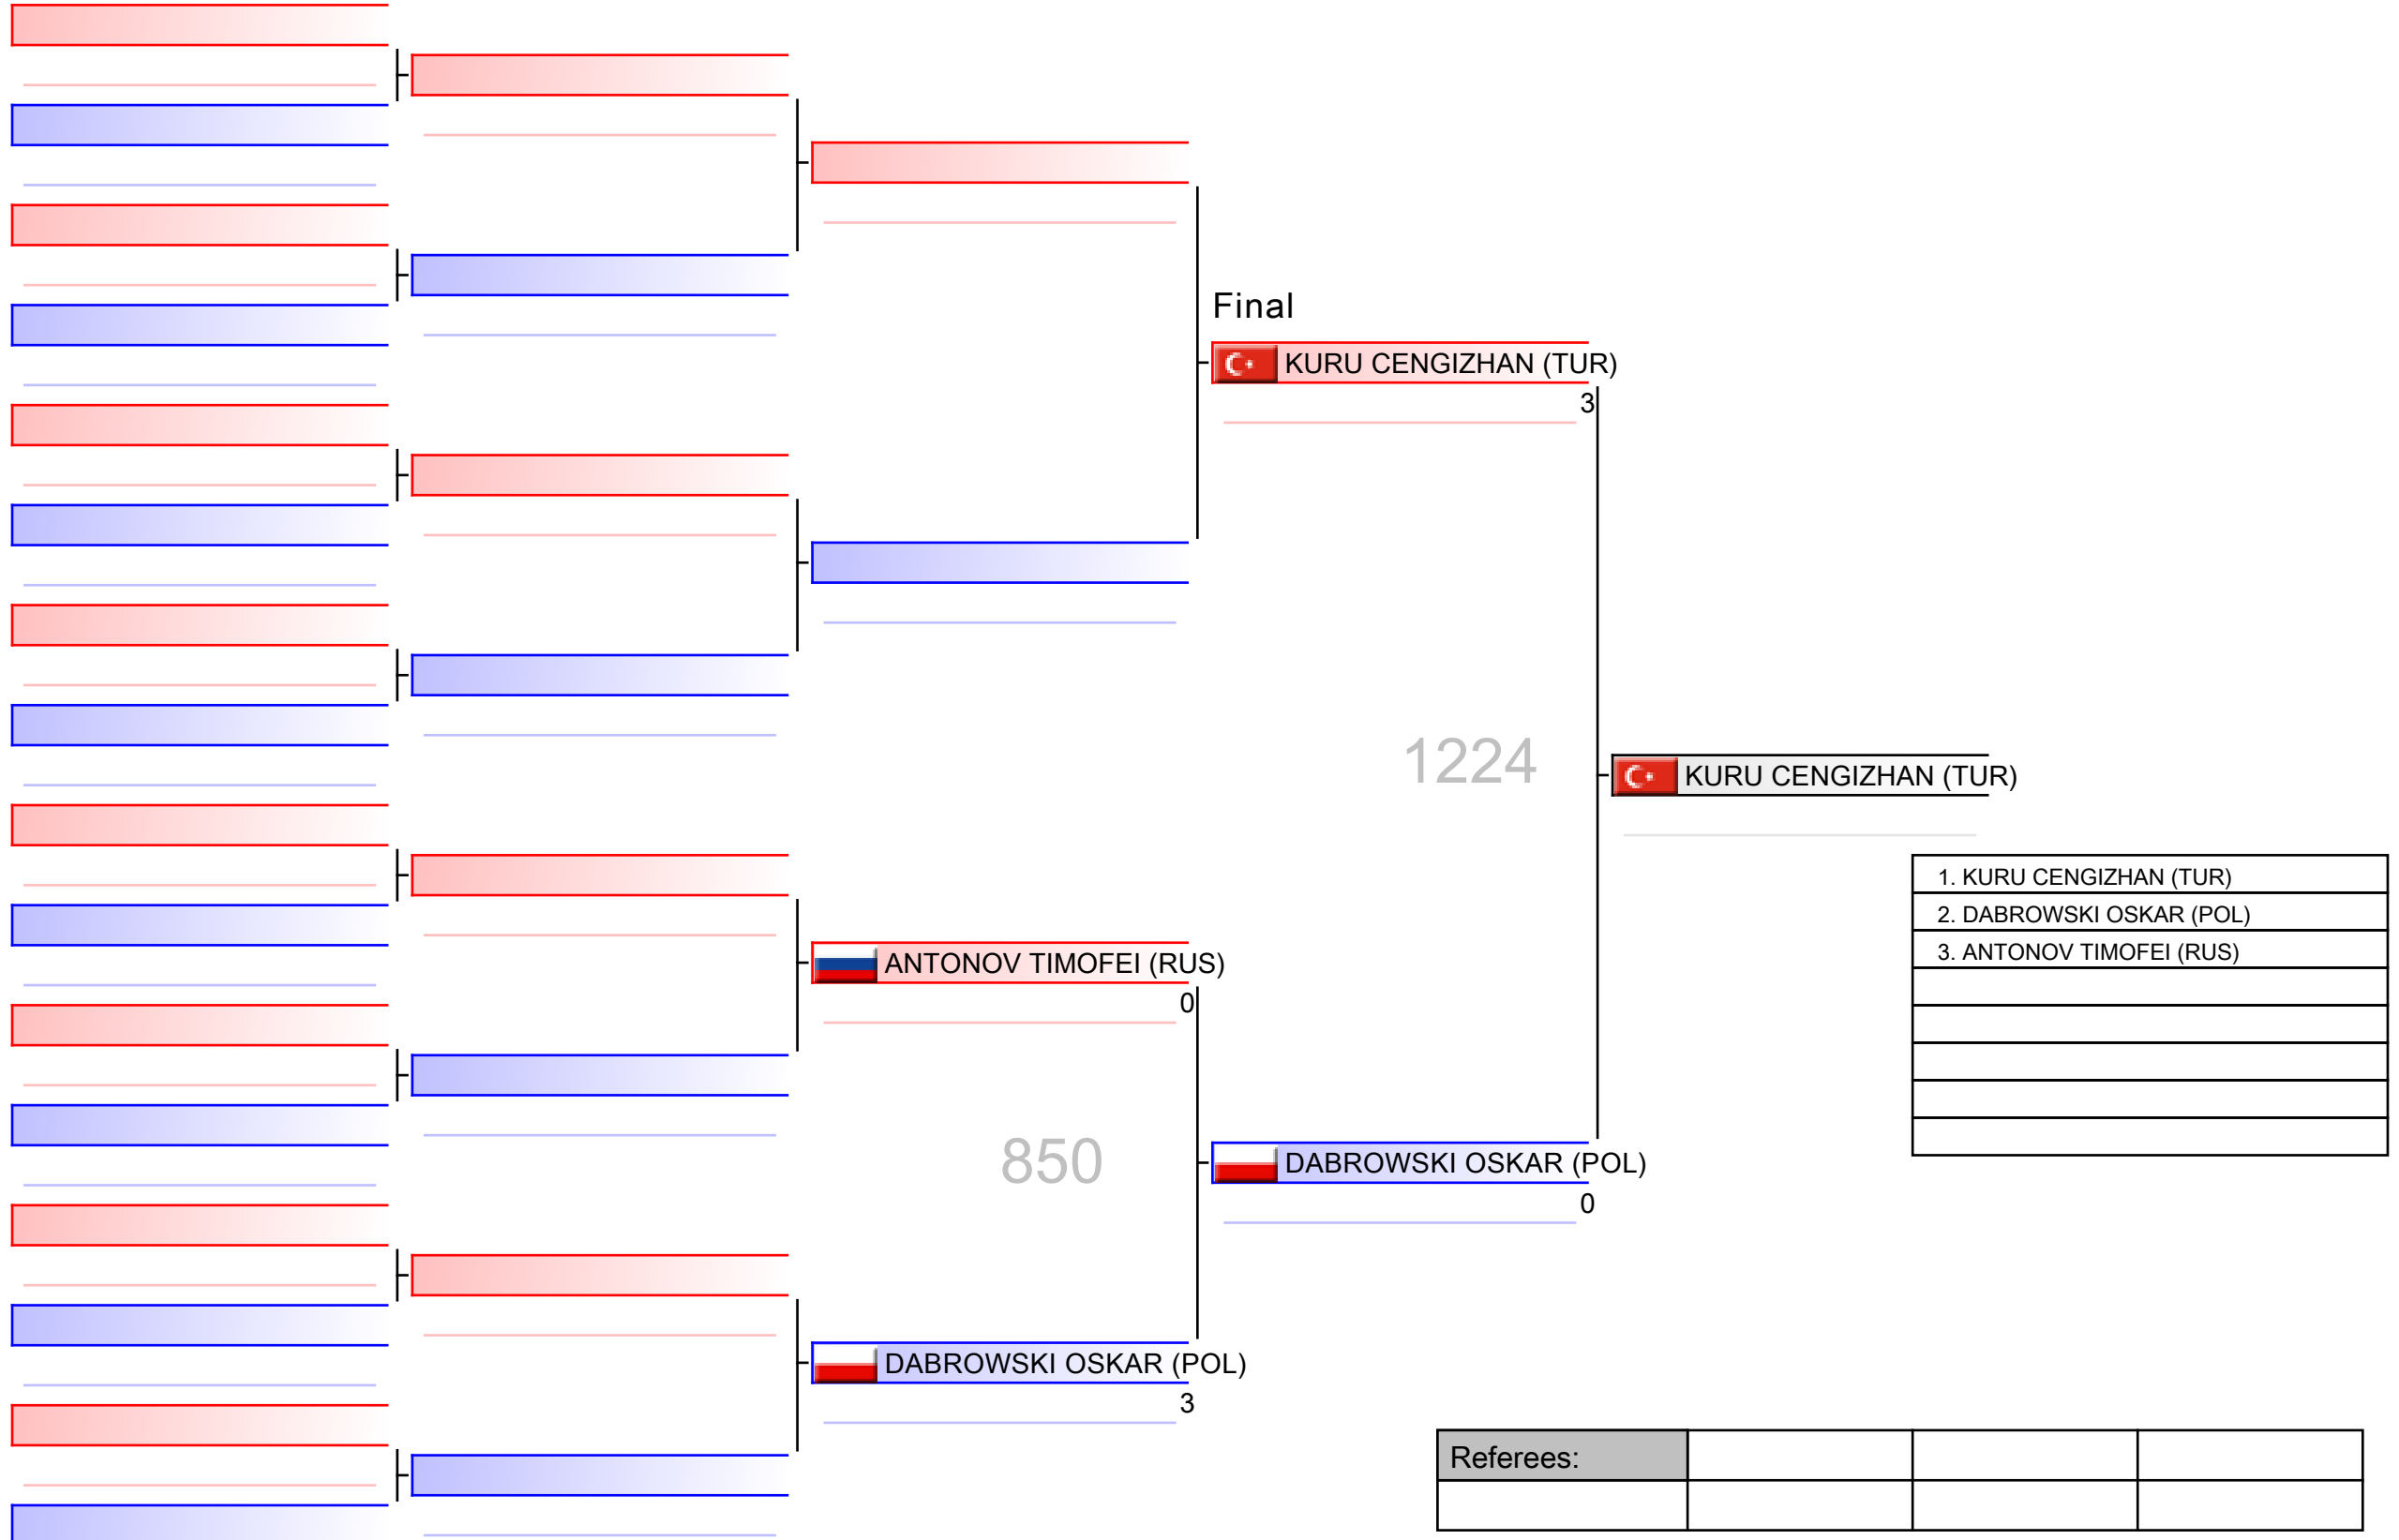 Final
KURU CENGIZHAN (TUR)
3
1224
KURU CENGIZHAN (TUR)
1. KURU CENGIZHAN (TUR)
2. DABROWSKI OSKAR (POL)
3. ANTONOV TIMOFEI (RUS)
ANTONOV TIMOFEI (RUS)
0
850
DABROWSKI OSKAR (POL)
0
DABROWSKI OSKAR (POL)
3
Referees: